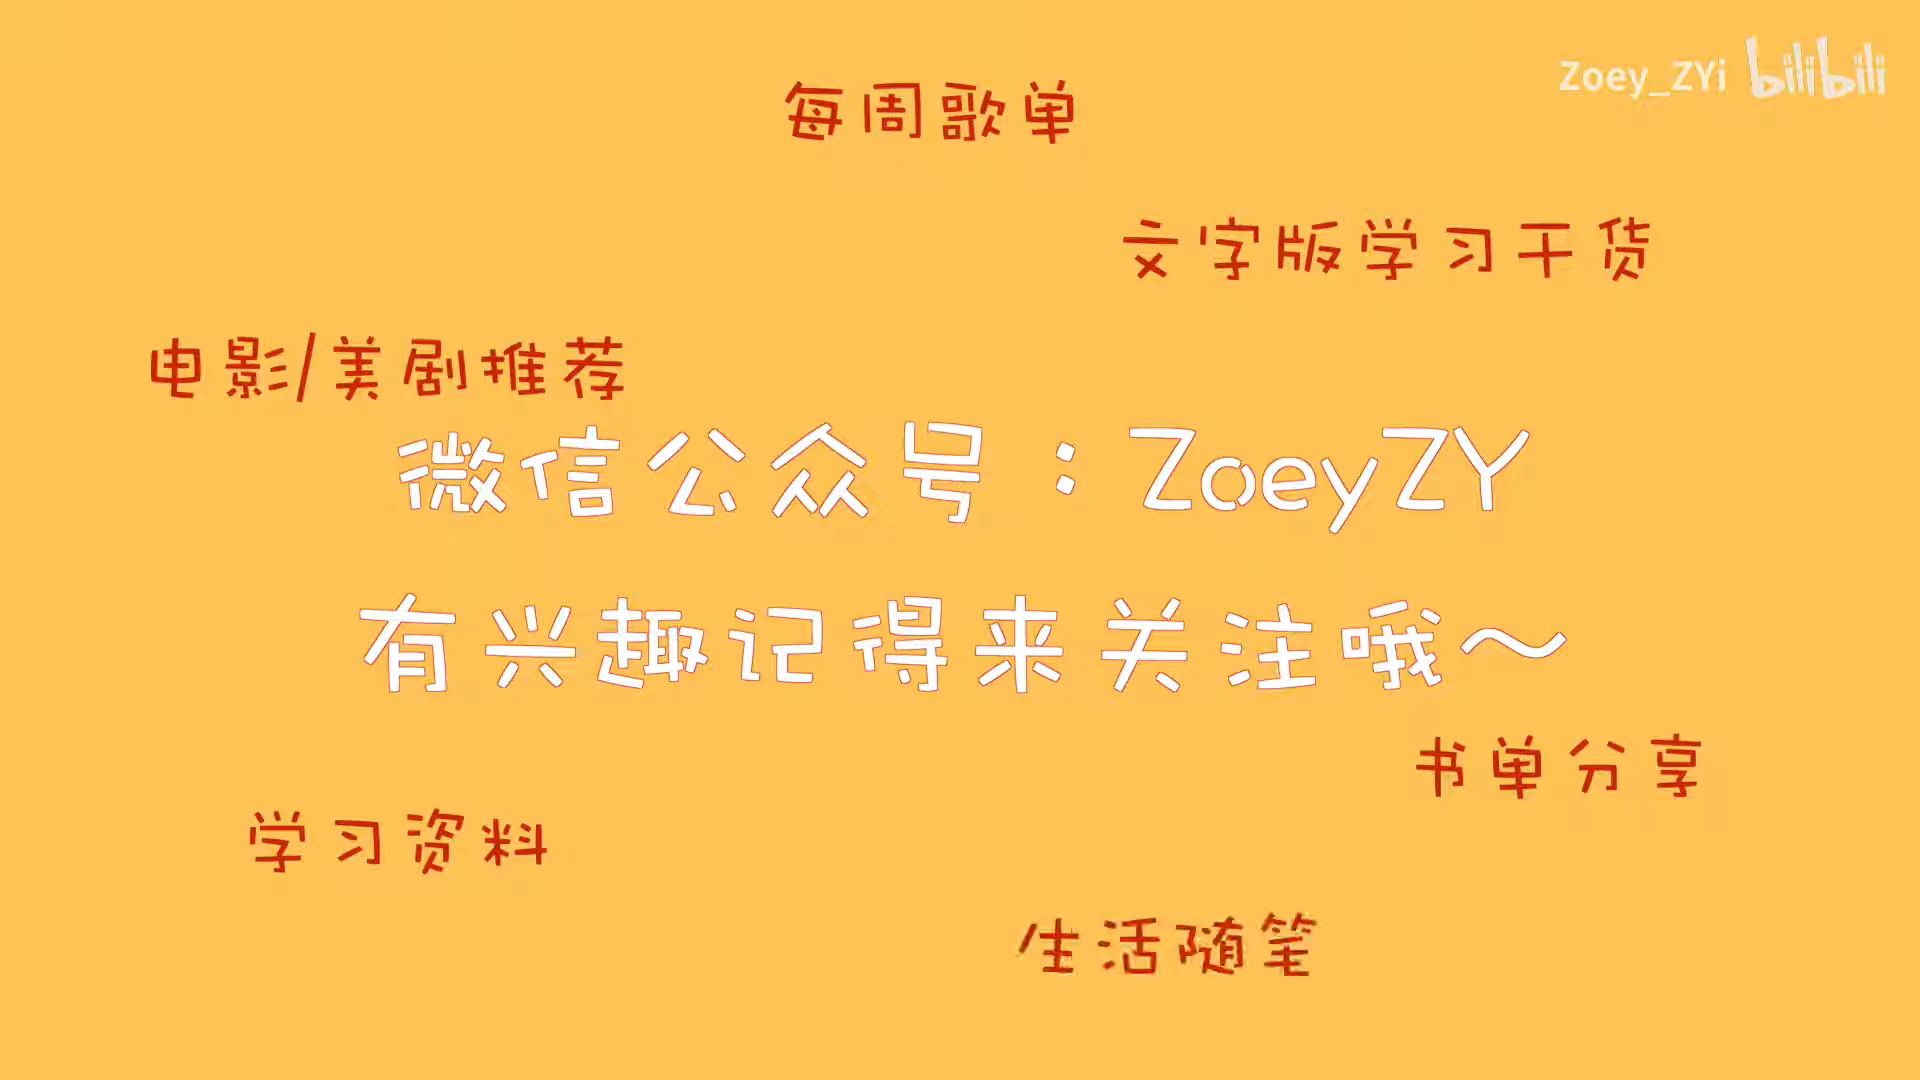 Zoey_ZYi bilibili
每周歌单
文字版学习干货
电影/美剧推荐
微信公众号：ZoeyZY
有兴趣记得来关注哦～
书单分享
学习资料
生活随笔